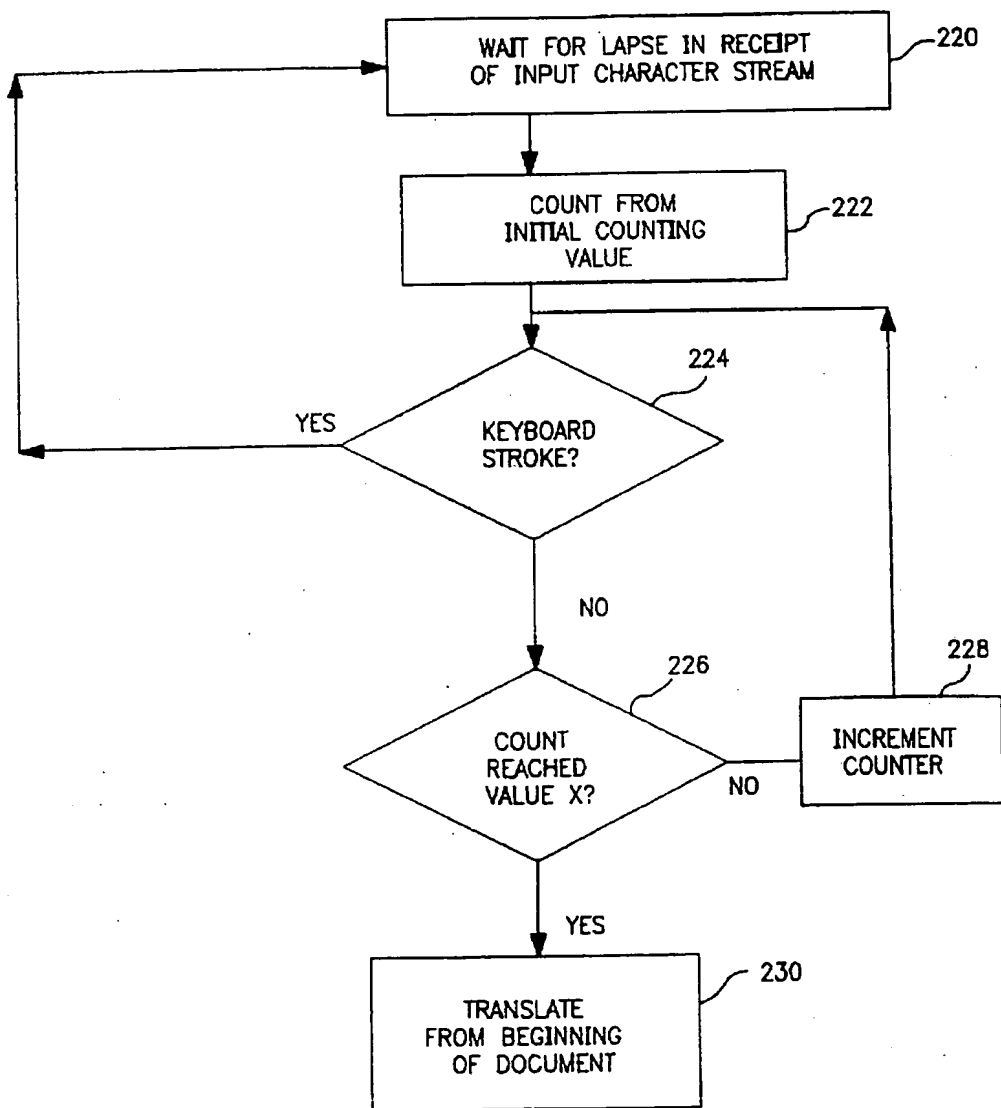 WAIT FOR LAPSE IN RECEIPT
OF INPUT CHARACTER STREAM
220
COUNT FROM
INITIAL COUNTING
VALUE
222
224
YES
KEYBOARD
STROKE?
NO
226
228
COUNT
REACHED
VALUE X?
NO
INCREMENT
COUNTER
YES
230
TRANSLATE
FROM BEGINNING
OF DOCUMENT